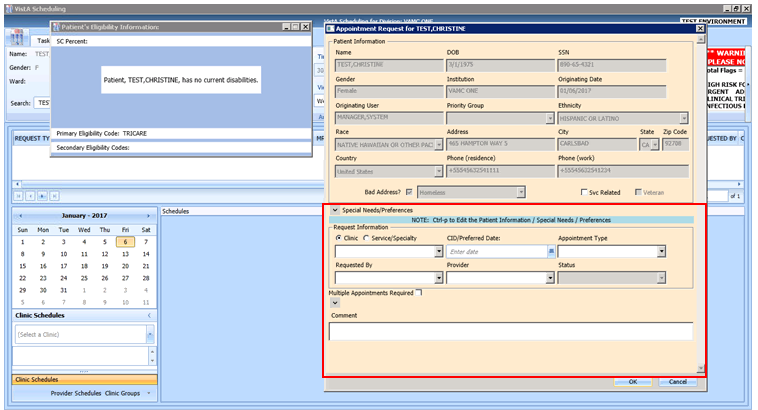 VistA Scheduling
VistA Scheduling for Division: VAMC ONE
TEST ENVIRONMENT
Task
Name: TEST,
Gender: F
Ward:
Search: TEST
Patient's Eligibility Information
SC Percent:
Patient, TEST,CHRISTINE, has no current disabilities.
Primary Eligibility Code: TRICARE
Secondary Eligibility Codes:
** WARNI
PLEASE NO
otal Flags =
IGH RISK FO
RGENT AD
LINICAL TRI
NFECTIOUS I
REQUEST TY
UESTED BY
of 1
January - 2017
Sun Mon Tue Wed Thu Fri Sat
1 2 3 4 5 6 7
8 9 10 11 12 13 14
15 16 17 18 19 20 21
22 23 24 25 26 27 28
29 30 31 1 2 3 4
5 6 7 8 9 10 11
Clinic Schedules
(Select a Clinic)
Clinic Schedules
Provider Schedules Clinic Groups
Schedules
Appointment Request for TEST,CHRISTINE
Patient Information
Name DOB SSN
TEST,CHRISTINE 1/1/1975 890-65-4321
Gender Institution Originating Date
Female VAMC ONE 01/06/2017
Originating User Priority Group Ethnicity
MANAGER,SYSTEM HISPANIC OR LATINO
Race Address City State Zip Code
NATIVE HAWAIIAN OR OTHER PAC 965 HAMPTON WAY S CARLSBAD CA 92708
Country Phone (residence) Phone (work)
United States +55545632541111 +15545632541234
Bad Address? Homeless Svc Related Veteran
Special Needs/Preferences
NOTE: Ctrl-p to Edit the Patient Information / Special Needs / Preferences
Request Information
Clinic Service/Specialty CID/Preferred Date: Appointment Type
Enter date
Requested By Provider Status
Multiple Appointments Required
Comment
OK Cancel